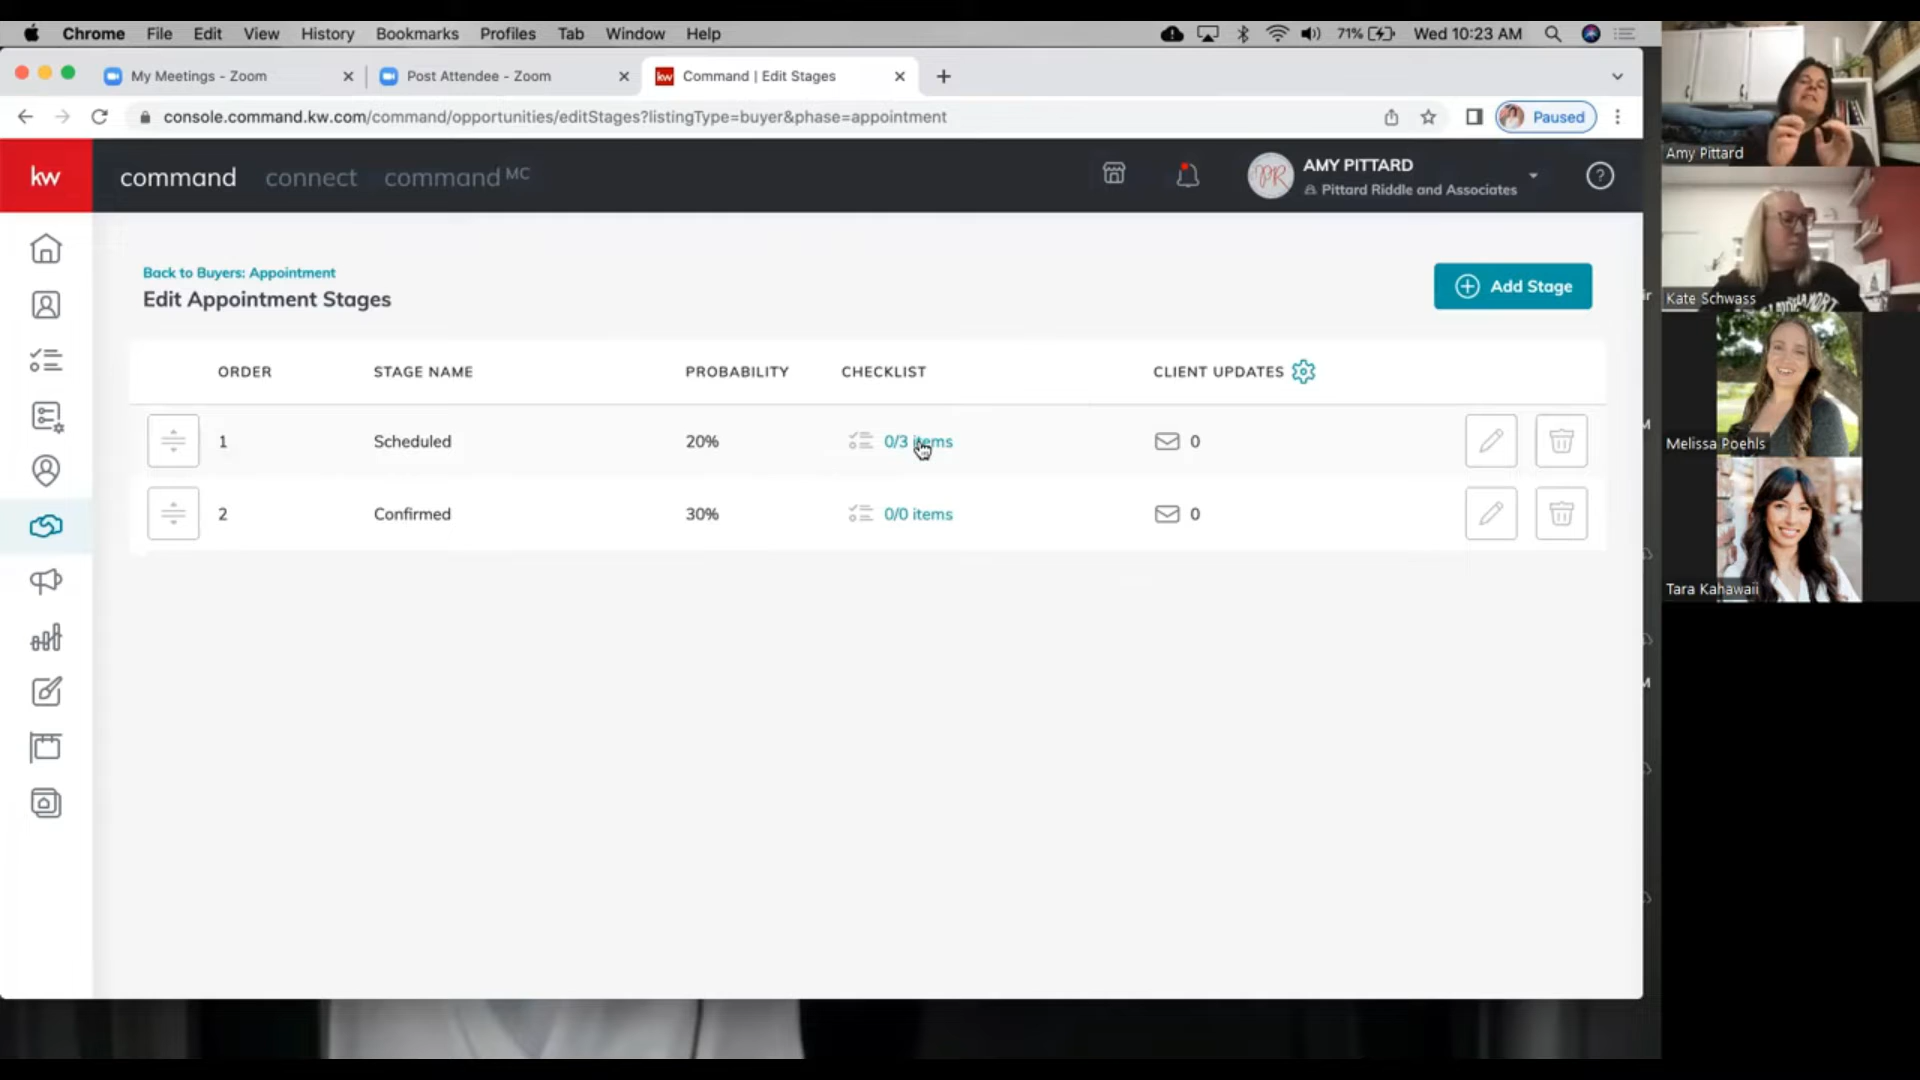 Chrome File Edit View History Bookmarks Profiles Tab Window Help 71% Wed 10:23 AM
My Meetings - Zoom Post Attendee - Zoom kw Command | Edit Stages
console.command.kw.com/command/opportunities/editStages?listingType=buyer&phase=appointment Paused
kw command connect command MC AMY PITTARD
Pittard Riddle and Associates
Back to Buyers: Appointment
Edit Appointment Stages
Add Stage
ORDER STAGE NAME PROBABILITY CHECKLIST CLIENT UPDATES
1 Scheduled 20% 0/3 items 0
2 Confirmed 30% 0/0 items 0
Amy Pittard
Kate Schwass
Melissa Poehls
Tara Kahawaii